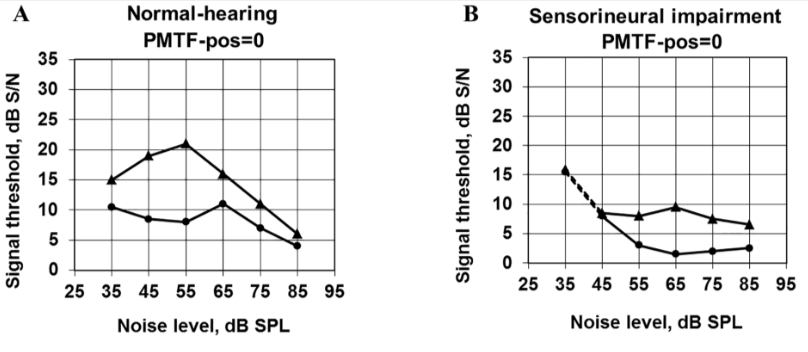 A
Normal-hearing
PMTF-pos=0
Signal threshold, dB S/N
35
30
25
20
15
10
5
0
25 35 45 55 65 75 85 95
Noise level, dB SPL
B
Sensorineural impairment
PMTF-pos=0
Signal threshold, dB S/N
35
30
25
20
15
10
5
0
25 35 45 55 65 75 85 95
Noise level, dB SPL